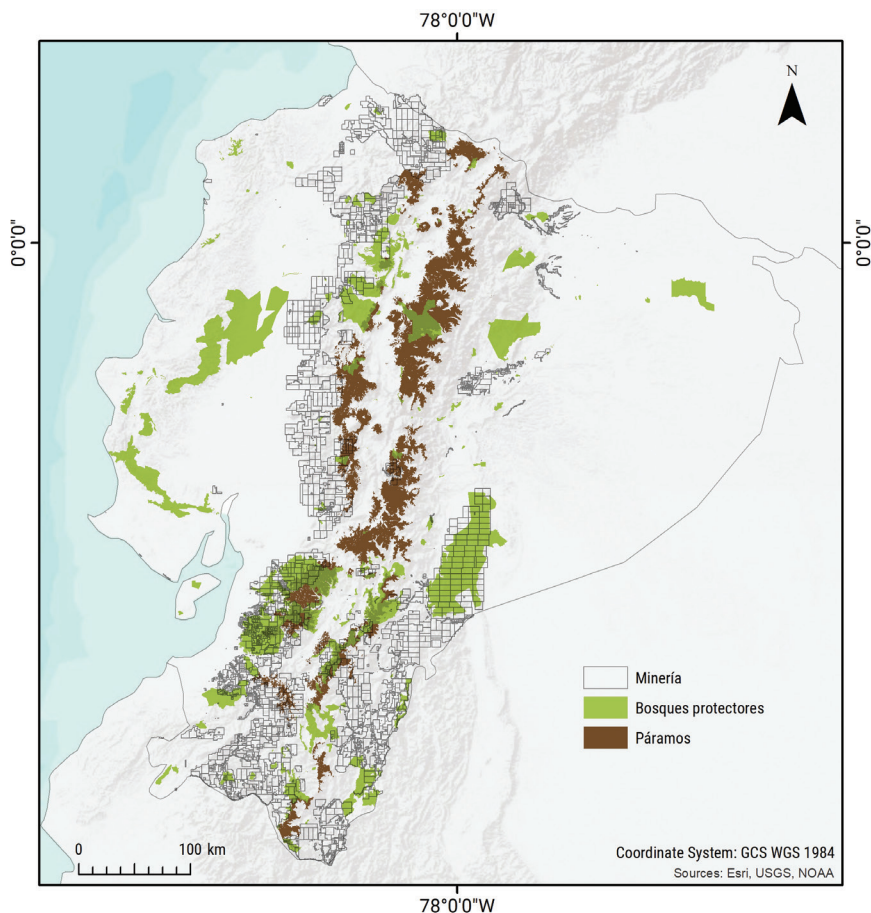 78°0'0"W
N
0°0'0"
0°0'0"
Minería
Bosques protectores
Páramos
0 100 km
Coordinate System: GCS WGS 1984
Sources: Esri, USGS, NOAA
78°0'0"W